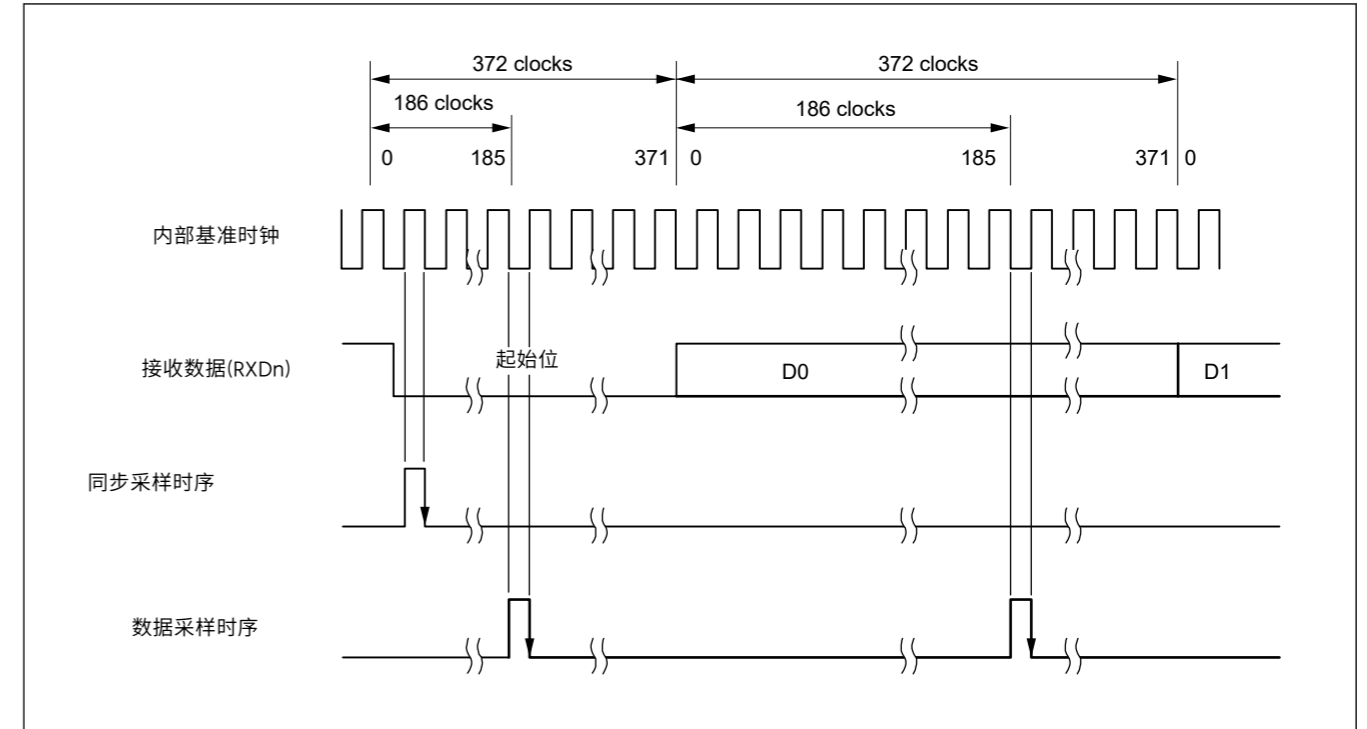 372 clocks 372 clocks
186 clocks 186 clocks
0 185 371 0 185 371 0
内部基准时钟
接收数据(RXDn) 起始位 D0 D1
同步采样时序
数据采样时序